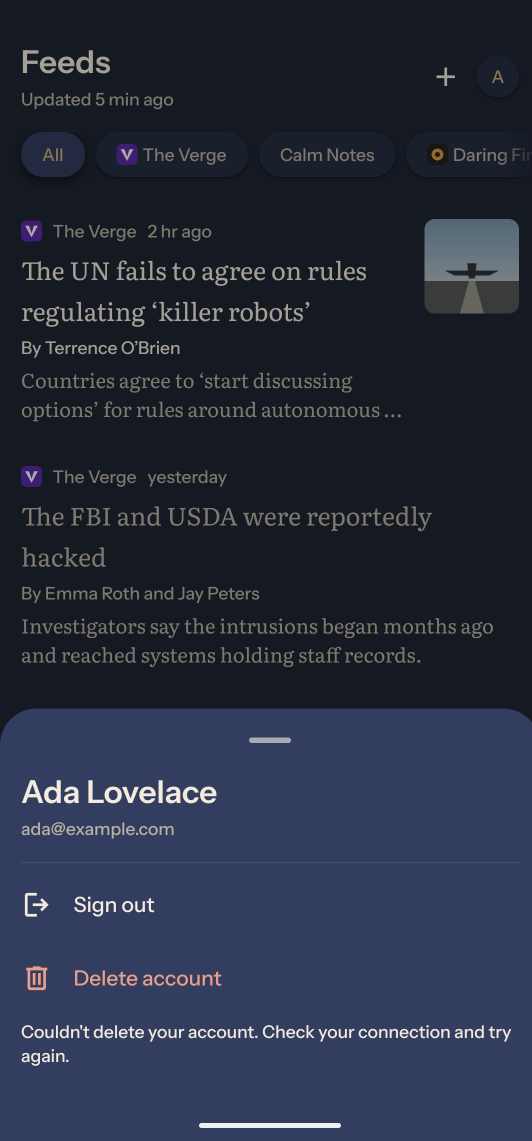 Feeds
Updated 5 min ago
A
All
The Verge
Calm Notes
Daring Fir
The Verge 2 hr ago
The UN fails to agree on rules
regulating ‘killer robots’
By Terrence O’Brien
Countries agree to ‘start discussing
options’ for rules around autonomous …
The Verge yesterday
The FBI and USDA were reportedly
hacked
By Emma Roth and Jay Peters
Investigators say the intrusions began months ago
and reached systems holding staff records.
Ada Lovelace
ada@example.com
Sign out
Delete account
Couldn't delete your account. Check your connection and try
again.